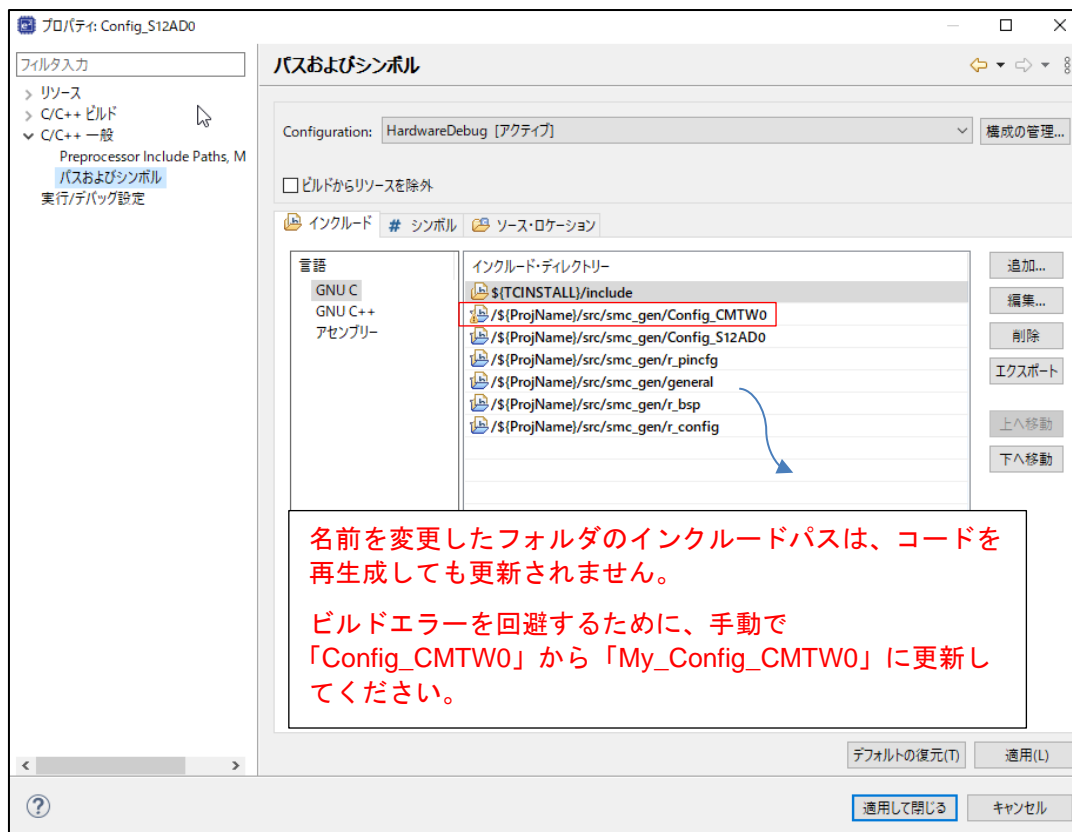 プロパティ: Config_S12AD0
フィルタ入力
リソース
C/C++ ビルド
C/C++ 一般
Preprocessor Include Paths, M
パスおよびシンボル
実行/デバッグ設定
パスおよびシンボル
Configuration: HardwareDebug [アクティブ] 構成の管理...
ビルドからリソースを除外
インクルード # シンボル ソース・ロケーション
言語
GNU C
GNU C++
アセンブリー
インクルード・ディレクトリー
${TCINSTALL}/include
/${ProjName}/src/smc_gen/Config_CMTW0
/${ProjName}/src/smc_gen/Config_S12AD0
/${ProjName}/src/smc_gen/r_pincfg
/${ProjName}/src/smc_gen/general
/${ProjName}/src/smc_gen/r_bsp
/${ProjName}/src/smc_gen/r_config
追加...
編集...
削除
エクスポート
上へ移動
下へ移動
名前を変更したフォルダのインクルードパスは、コードを
再生成しても更新されません。
ビルドエラーを回避するために、手動で
「Config_CMTW0」から「My_Config_CMTW0」に更新し
てください。
デフォルトの復元(T) 適用(L)
適用して閉じる キャンセル